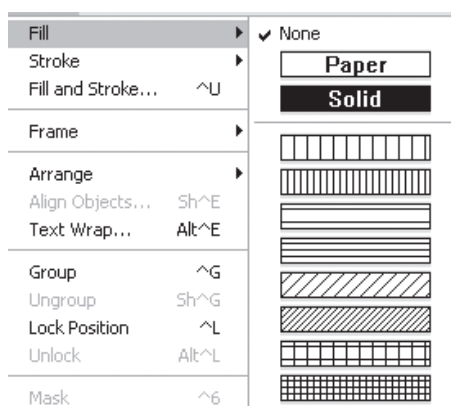 Fill
Stroke
Fill and Stroke... ^U
Frame
Arrange
Align Objects... Sh^E
Text Wrap... Alt^E
Group ^G
Ungroup Sh^G
Lock Position ^L
Unlock Alt^L
Mask ^6
None
Paper
Solid